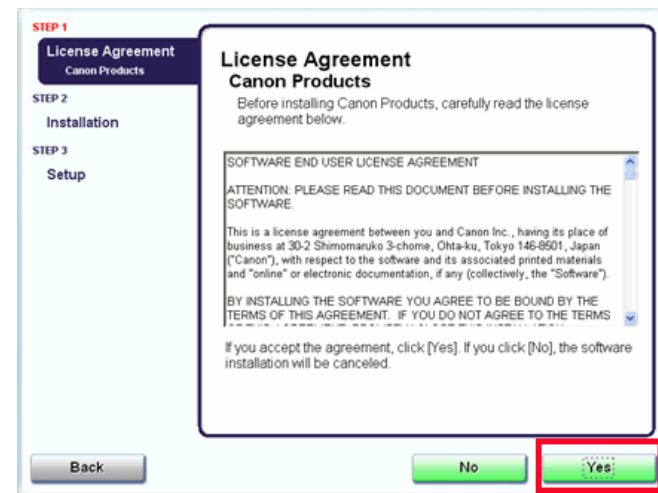 STEP 1
License Agreement
Canon Products
STEP 2
Installation
STEP 3
Setup
License Agreement
Canon Products
Before installing Canon Products, carefully read the license
agreement below.
SOFTWARE END USER LICENSE AGREEMENT
ATTENTION: PLEASE READ THIS DOCUMENT BEFORE INSTALLING THE
SOFTWARE.
This is a license agreement between you and Canon Inc., having its place of
business at 30-2 Shimomaruko 3-chome, Ohta-ku, Tokyo 146-8501, Japan
("Canon"), with respect to the software and its associated printed materials
and "online" or electronic documentation, if any (collectively, the "Software").
BY INSTALLING THE SOFTWARE YOU AGREE TO BE BOUND BY THE
TERMS OF THIS AGREEMENT. IF YOU DO NOT AGREE TO THE TERMS
If you accept the agreement, click [Yes]. If you click [No], the software
installation will be canceled.
Back
No
Yes